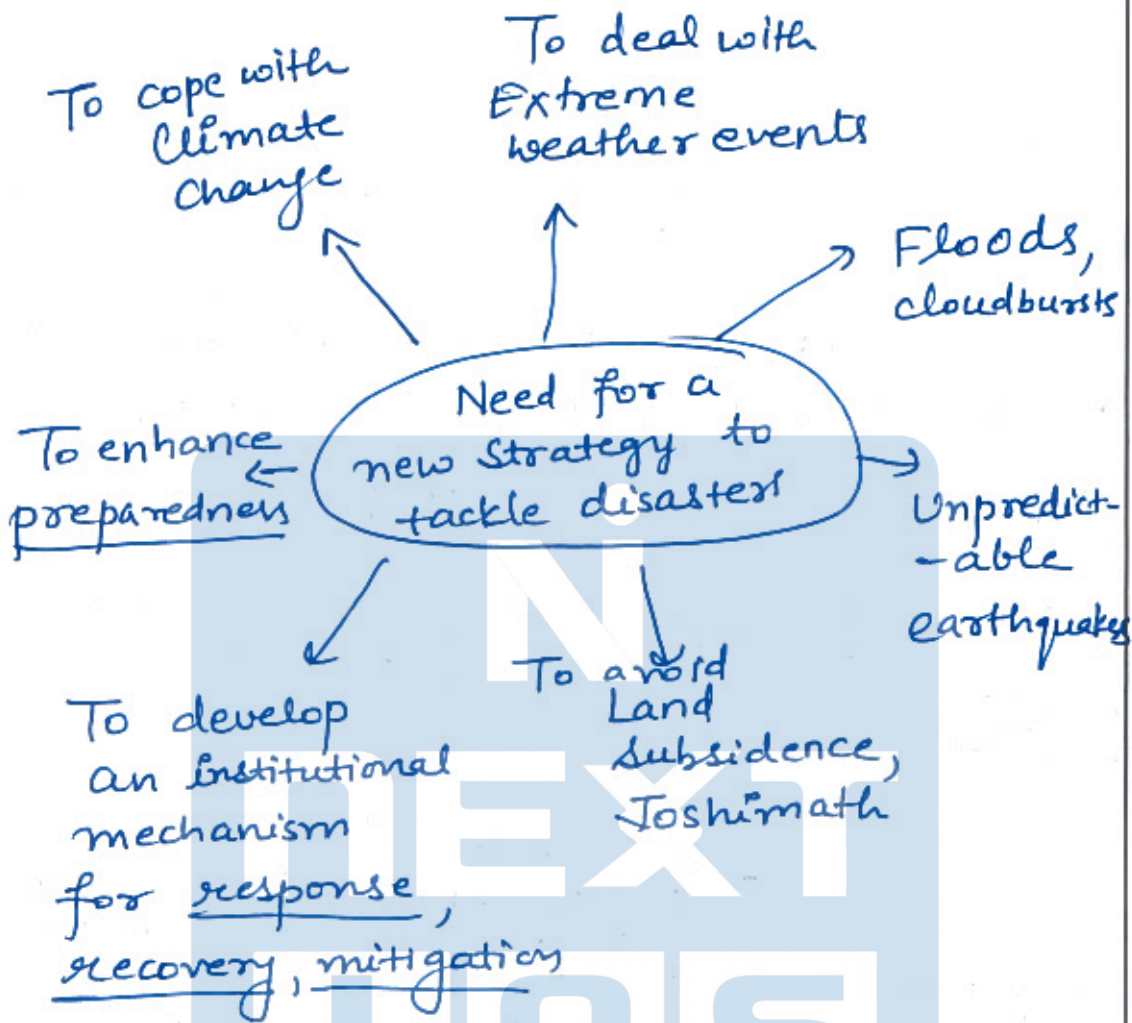 To cope with
Climate
Change
To deal with
Extreme
weather events
Floods,
cloudbursts
Need for a
new Strategy to
tackle disasters
To enhance
preparedness
Unpredict-
-able
earthquakes
To develop
an institutional
mechanism
for response,
recovery, mitigation
To avoid
Land
subsidence,
Joshimath
NEXT
IAS